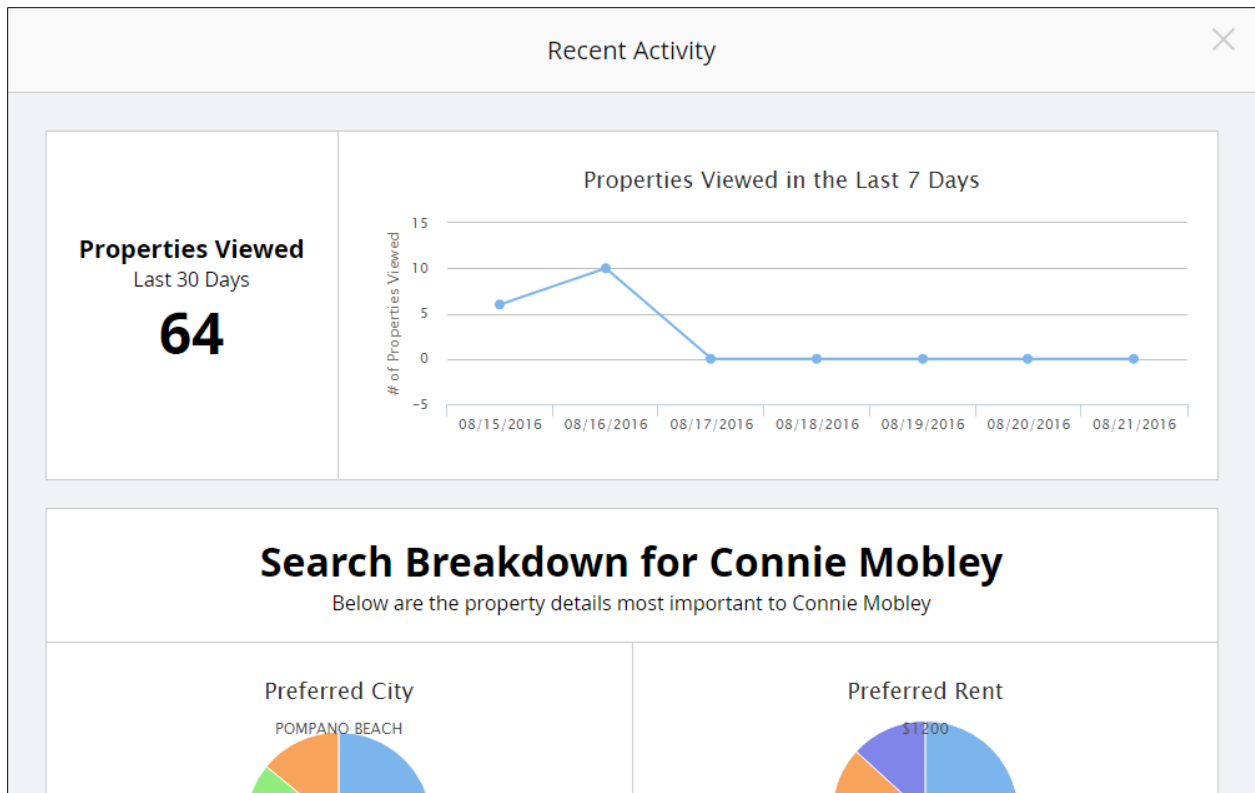 Recent Activity
Properties Viewed
Last 30 Days
64
Properties Viewed in the Last 7 Days
# of Properties Viewed
15
10
5
0
−5
08/15/2016 08/16/2016 08/17/2016 08/18/2016 08/19/2016 08/20/2016 08/21/2016
Search Breakdown for Connie Mobley
Below are the property details most important to Connie Mobley
Preferred City
POMPANO BEACH
Preferred Rent
$1200